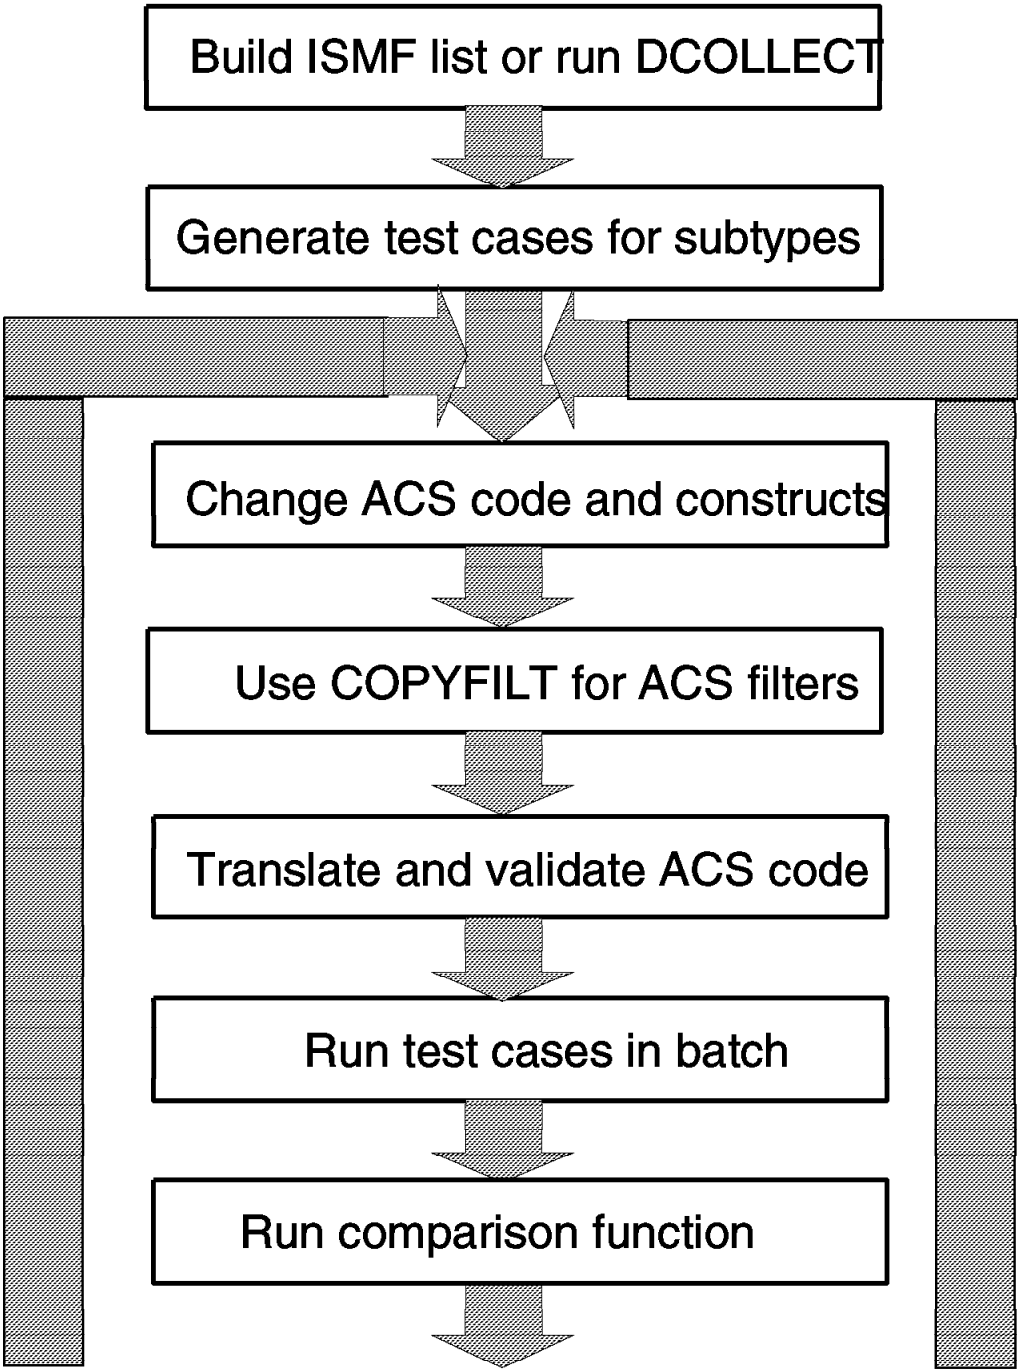 Build ISMF list or run DCOLLECT
Generate test cases for subtypes
Change ACS code and constructs
Use COPYFILT for ACS filters
Translate and validate ACS code
Run test cases in batch
Run comparison function